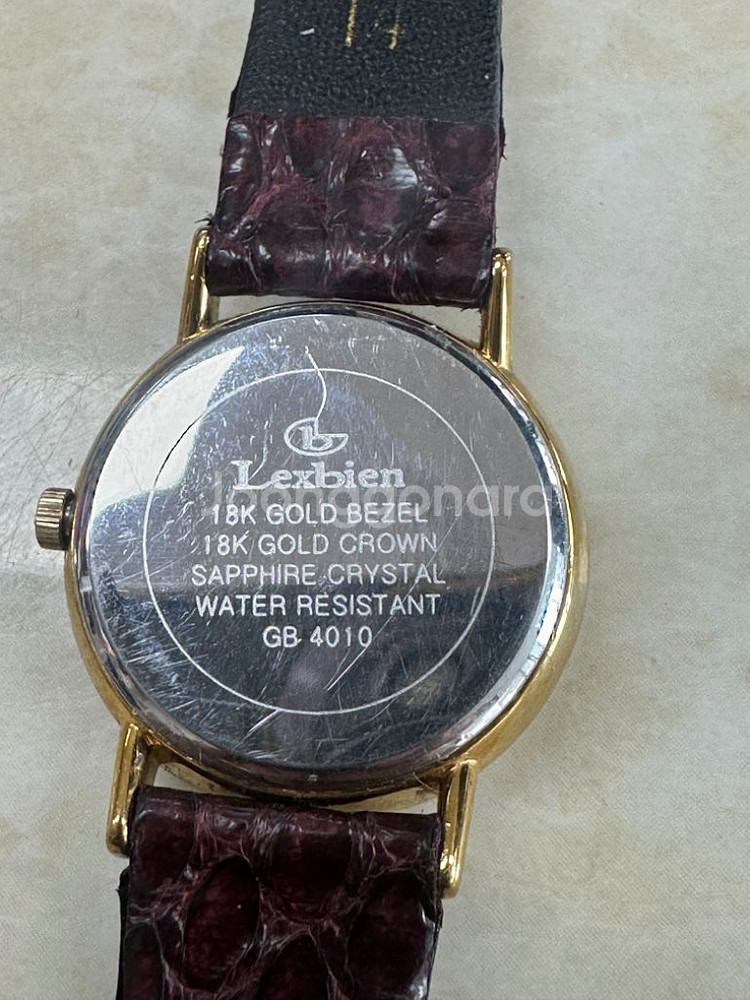 Lexbien
18K GOLD BEZEL
18K GOLD CROWN
SAPPHIRE CRYSTAL
WATER RESISTANT
GB 4010